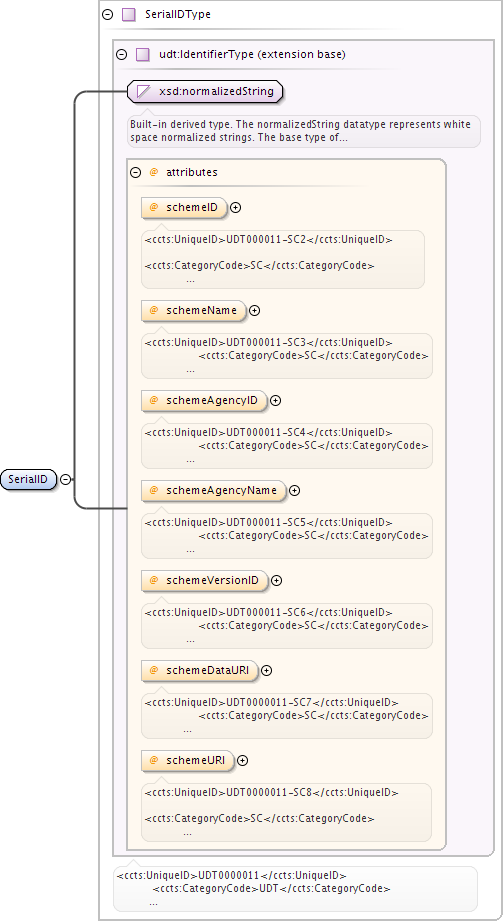 SerialIDType
udt:IdentifierType (extension base)
xsd:normalizedString
Built-in derived type. The normalizedString datatype represents white
space normalized strings. The base type of...
@ attributes
@ schemeID
<ccts:UniqueID>UDT000011-SC2</ccts:UniqueID>
<ccts:CategoryCode>SC</ccts:CategoryCode>
...
@ schemeName
<ccts:UniqueID>UDT000011-SC3</ccts:UniqueID>
<ccts:CategoryCode>SC</ccts:CategoryCode>
...
@ schemeAgencyID
<ccts:UniqueID>UDT000011-SC4</ccts:UniqueID>
<ccts:CategoryCode>SC</ccts:CategoryCode>
...
SerialID
@ schemeAgencyName
<ccts:UniqueID>UDT000011-SC5</ccts:UniqueID>
<ccts:CategoryCode>SC</ccts:CategoryCode>
...
@ schemeVersionID
<ccts:UniqueID>UDT000011-SC6</ccts:UniqueID>
<ccts:CategoryCode>SC</ccts:CategoryCode>
...
@ schemeDataURI
<ccts:UniqueID>UDT0000011-SC7</ccts:UniqueID>
<ccts:CategoryCode>SC</ccts:CategoryCode>
...
@ schemeURI
<ccts:UniqueID>UDT0000011-SC8</ccts:UniqueID>
<ccts:CategoryCode>SC</ccts:CategoryCode>
...
<ccts:UniqueID>UDT0000011</ccts:UniqueID>
<ccts:CategoryCode>UDT</ccts:CategoryCode>
...